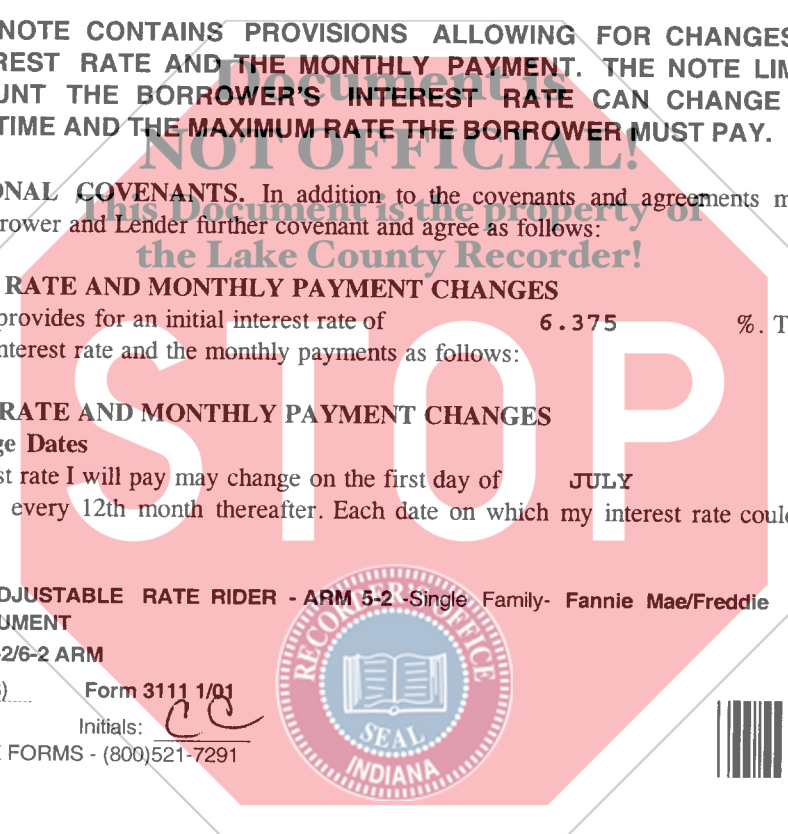 NOTE CONTAINS PROVISIONS ALLOWING FOR CHANGES
REST RATE AND THE MONTHLY PAYMENT. THE NOTE LIM
UNT THE BORROWER'S INTEREST RATE CAN CHANGE
TIME AND THE MAXIMUM RATE THE BORROWER MUST PAY.
Document is
NOT OFFICIAL!
This Document is the property of
the Lake County Recorder!
ONAL COVENANTS. In addition to the covenants and agreements m
rower and Lender further covenant and agree as follows:
RATE AND MONTHLY PAYMENT CHANGES
provides for an initial interest rate of 6.375 %. T
nterest rate and the monthly payments as follows:
STOP
RATE AND MONTHLY PAYMENT CHANGES
ge Dates
st rate I will pay may change on the first day of JULY
every 12th month thereafter. Each date on which my interest rate coul
DJUSTABLE RATE RIDER - ARM 5-2 -Single Family- Fannie Mae/Freddie
UMENT
-2/6-2 ARM
Form 3111 1/01
Initials: CC
FORMS - (800)521-7291
RECORDER'S OFFICE
SEAL
INDIANA